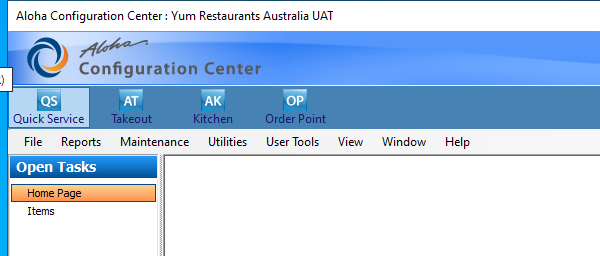 Aloha Configuration Center : Yum Restaurants Australia UAT
Aloha
Configuration Center
QS AT AK OP
Quick Service Takeout Kitchen Order Point
File Reports Maintenance Utilities User Tools View Window Help
Open Tasks
Home Page
Items